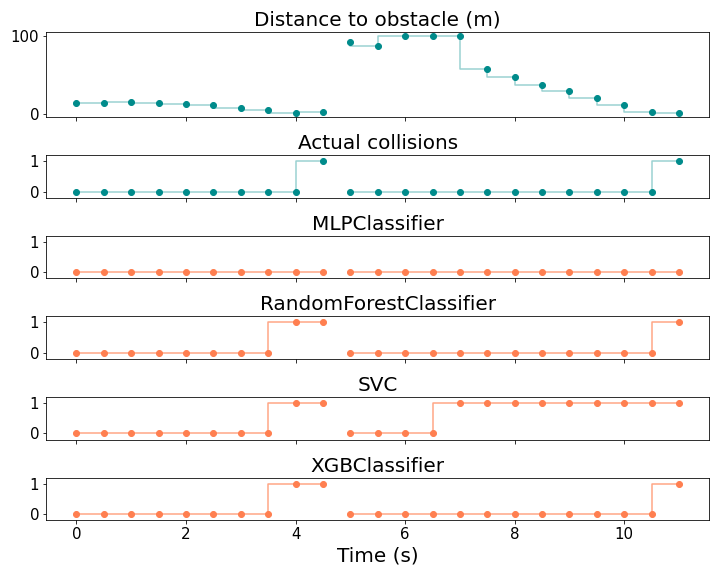 Distance to obstacle (m)
100
0
Actual collisions
1
0
MLPClassifier
1
0
RandomForestClassifier
1
0
SVC
1
0
XGBClassifier
1
0
0 2 4 6 8 10
Time (s)